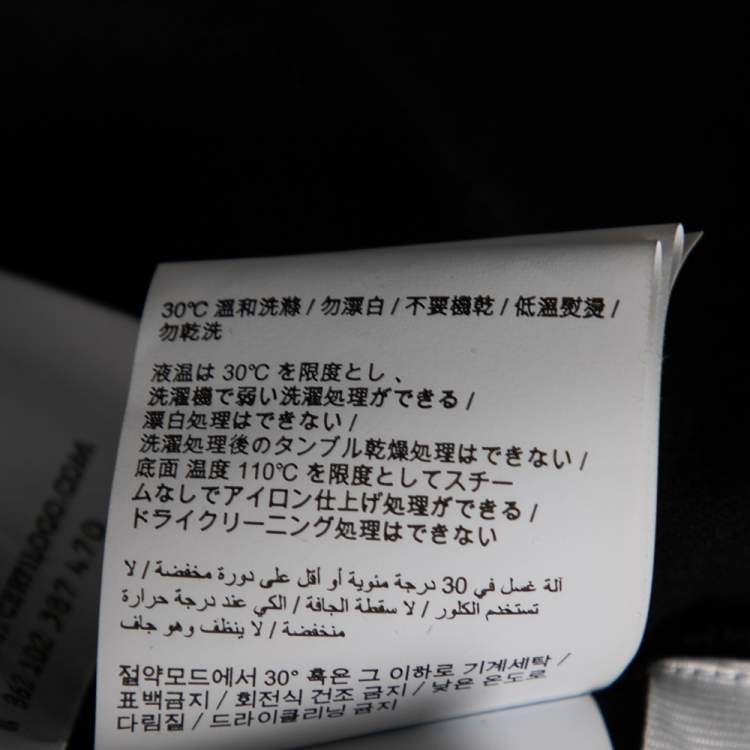 30℃ 溫和洗滌 / 勿漂白 / 不要機乾 / 低溫熨燙 /
勿乾洗
液温は 30℃ を限度とし 、
洗濯機で弱い洗濯処理ができる /
漂白処理はできない /
洗濯処理後のタンブル乾燥処理はできない /
底面 温度 110℃ を限度としてスチー
ムなしでアイロン仕上げ処理ができる /
ドライクリーニング処理はできない
آلة غسل في 30 درجة مئوية أو أقل على دورة مخفضة / لا
تستخدم الكلور / لا سقطة الجافة / الكي عند درجة حرارة
منخفضة / لا ينظف وهو جاف
절약모드에서 30° 혹은 그 이하로 기계세탁 /
표백금지 / 회전식 건조 금지 / 낮은 온도로
다림질 / 드라이클리닝 금지
CERTILOGO.COM
362 102 387 470